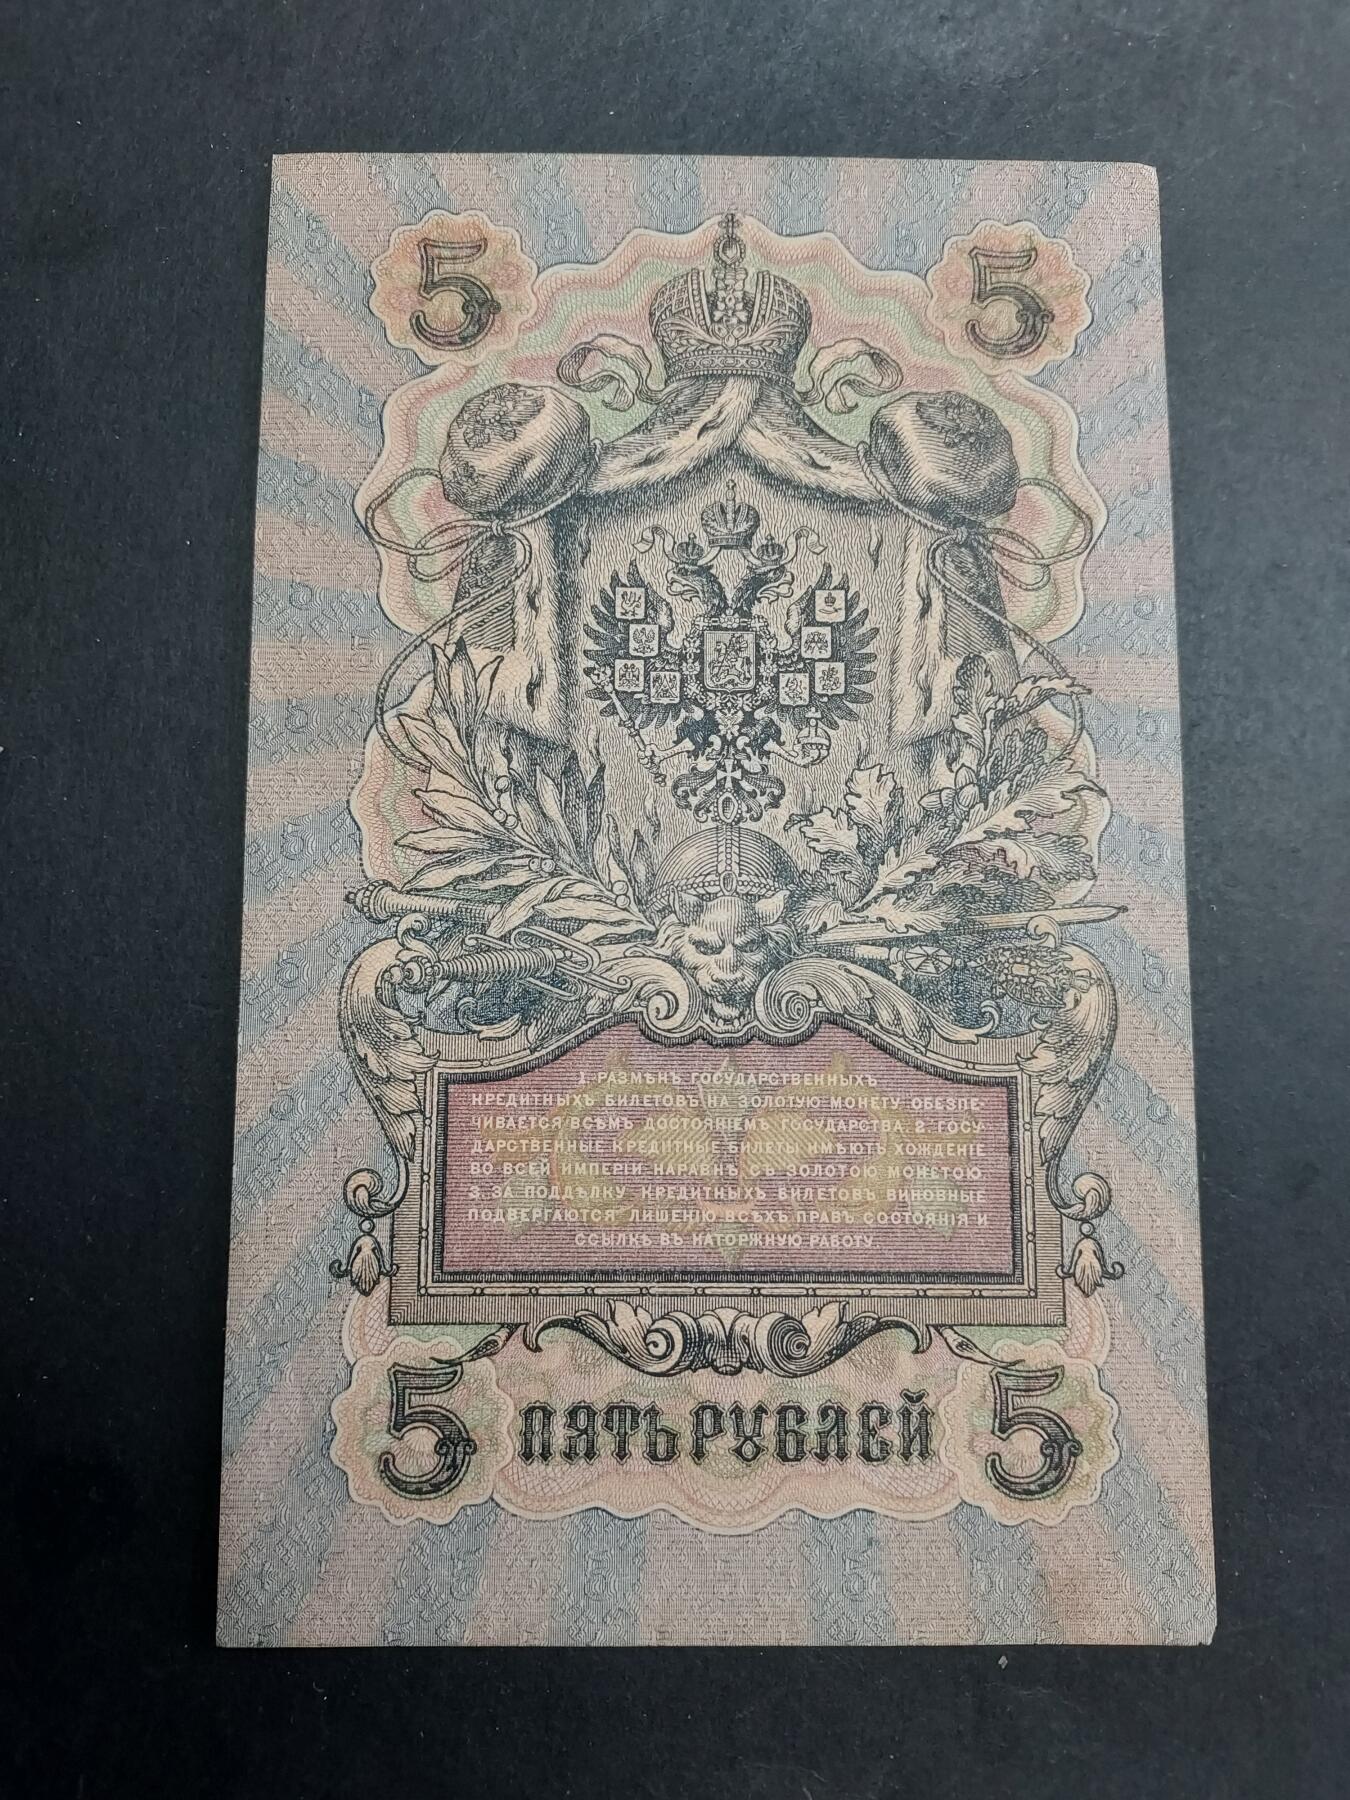 5 5
1. РАЗМѢНЪ ГОСУДАРСТВЕННЫХЪ
КРЕДИТНЫХЪ БИЛЕТОВЪ НА ЗОЛОТУЮ МОНЕТУ ОБЕЗПЕ-
ЧИВАЕТСЯ ВСѢМЪ ДОСТОЯНІЕМЪ ГОСУДАРСТВА. 2. ГОСУ-
ДАРСТВЕННЫЕ КРЕДИТНЫЕ БИЛЕТЫ ИМѢЮТЪ ХОЖДЕНІЕ
ВО ВСЕЙ ИМПЕРІИ НАРАВНѢ СЪ ЗОЛОТОЮ МОНЕТОЮ.
3. ЗА ПОДДѢЛКУ КРЕДИТНЫХЪ БИЛЕТОВЪ ВИНОВНЫЕ
ПОДВЕРГАЮТСЯ ЛИШЕНІЮ ВСѢХЪ ПРАВЪ СОСТОЯНІЯ И
ССЫЛКѢ ВЪ КАТОРЖНУЮ РАБОТУ.
5 ПЯТЬ РУБЛЕЙ 5